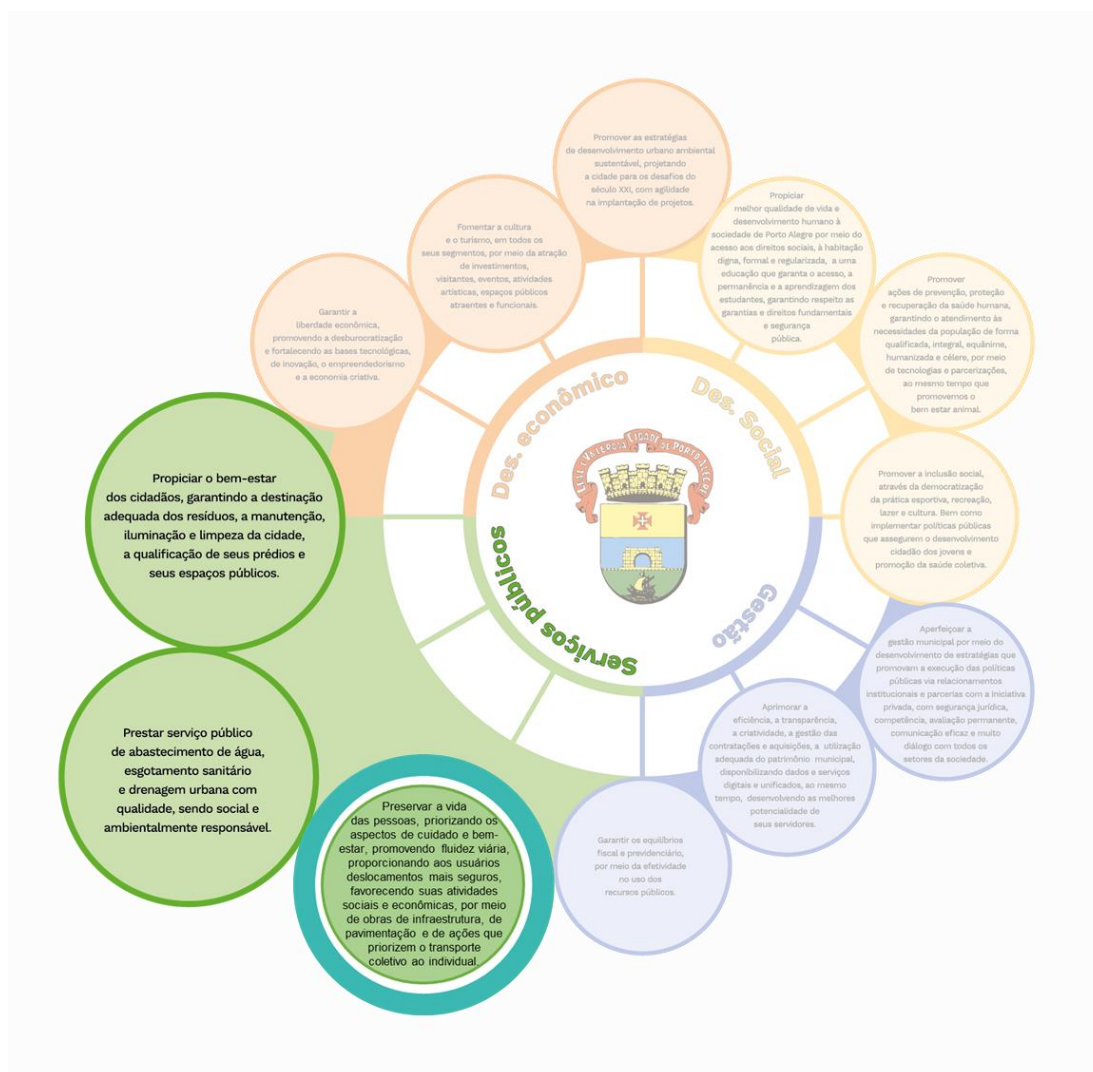 Promover as estratégias
de desenvolvimento urbano ambiental
sustentável, projetando
a cidade para os desafios do
século XXI, com agilidade
na implantação de projetos.
Fomentar a cultura
e o turismo, em todos os
seus segmentos, por meio da atração
de investimentos,
visitantes, eventos, atividades
artísticas, espaços públicos
atraentes e funcionais.
Propiciar
melhor qualidade de vida e
desenvolvimento humano à
sociedade de Porto Alegre por meio do
acesso aos direitos sociais, à habitação
digna, formal e regularizada, a uma
educação que garanta o acesso, a
permanência e a aprendizagem dos
estudantes, garantindo respeito as
garantias e direitos fundamentais
e segurança
pública.
Garantir a
liberdade econômica,
promovendo a desburocratização
e fortalecendo as bases tecnológicas,
de inovação, o empreendedorismo
e a economia criativa.
Promover
ações de prevenção, proteção
e recuperação da saúde humana,
garantindo o atendimento às
necessidades da população de forma
qualificada, integral, equânime,
humanizada e célere, por meio
de tecnologias e parcerizações,
ao mesmo tempo que
promovemos o
bem estar animal.
Des. econômico
Des. Social
LEAL E VALEROSA CIDADE DE PORTO ALEGRE
Serviços públicos
Gestão
Propiciar o bem-estar
dos cidadãos, garantindo a destinação
adequada dos resíduos, a manutenção,
iluminação e limpeza da cidade,
a qualificação de seus prédios e
seus espaços públicos.
Promover a inclusão social,
através da democratização
da prática esportiva, recreação,
lazer e cultura. Bem como
implementar políticas públicas
que assegurem o desenvolvimento
cidadão dos jovens e
promoção da saúde coletiva.
Aperfeiçoar a
gestão municipal por meio do
desenvolvimento de estratégias que
promovam a execução das políticas
públicas via relacionamentos
institucionais e parcerias com a iniciativa
privada, com segurança jurídica,
competência, avaliação permanente,
comunicação eficaz e muito
diálogo com todos os
setores da sociedade.
Prestar serviço público
de abastecimento de água,
esgotamento sanitário
e drenagem urbana com
qualidade, sendo social e
ambientalmente responsável.
Aprimorar a
eficiência, a transparência,
a criatividade, a gestão das
contratações e aquisições, a utilização
adequada do patrimônio municipal,
disponibilizando dados e serviços
digitais e unificados, ao mesmo
tempo, desenvolvendo as melhores
potencialidade de
seus servidores.
Preservar a vida
das pessoas, priorizando os
aspectos de cuidado e bem-
estar, promovendo fluidez viária,
proporcionando aos usuários
deslocamentos mais seguros,
favorecendo suas atividades
sociais e econômicas, por meio
de obras de infraestrutura, de
pavimentação e de ações que
priorizem o transporte
coletivo ao individual.
Garantir os equilíbrios
fiscal e previdenciário,
por meio da efetividade
no uso dos
recursos públicos.